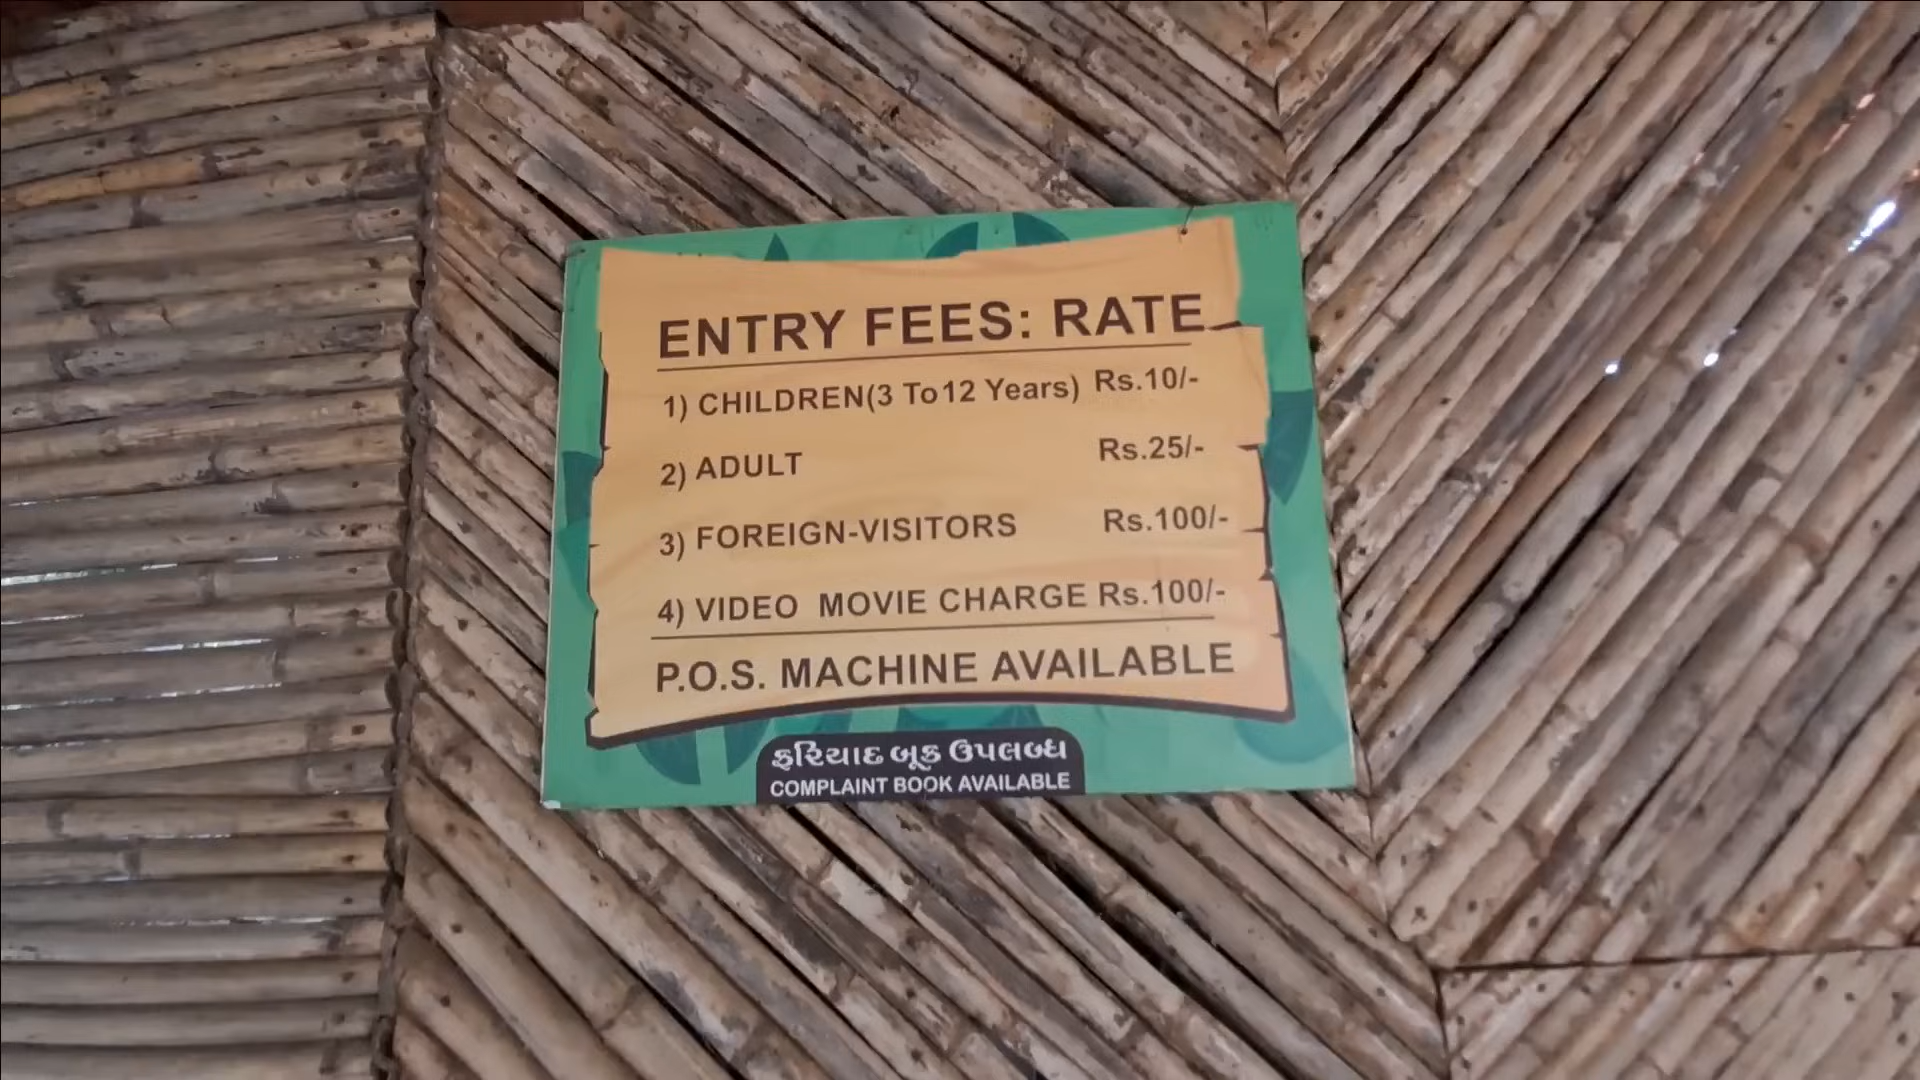 ENTRY FEES: RATE
1) CHILDREN(3 To12 Years) Rs.10/-
2) ADULT Rs.25/-
3) FOREIGN-VISITORS Rs.100/-
4) VIDEO MOVIE CHARGE Rs.100/-
P.O.S. MACHINE AVAILABLE
ફરિયાદ બૂક ઉપલબ્ધ
COMPLAINT BOOK AVAILABLE